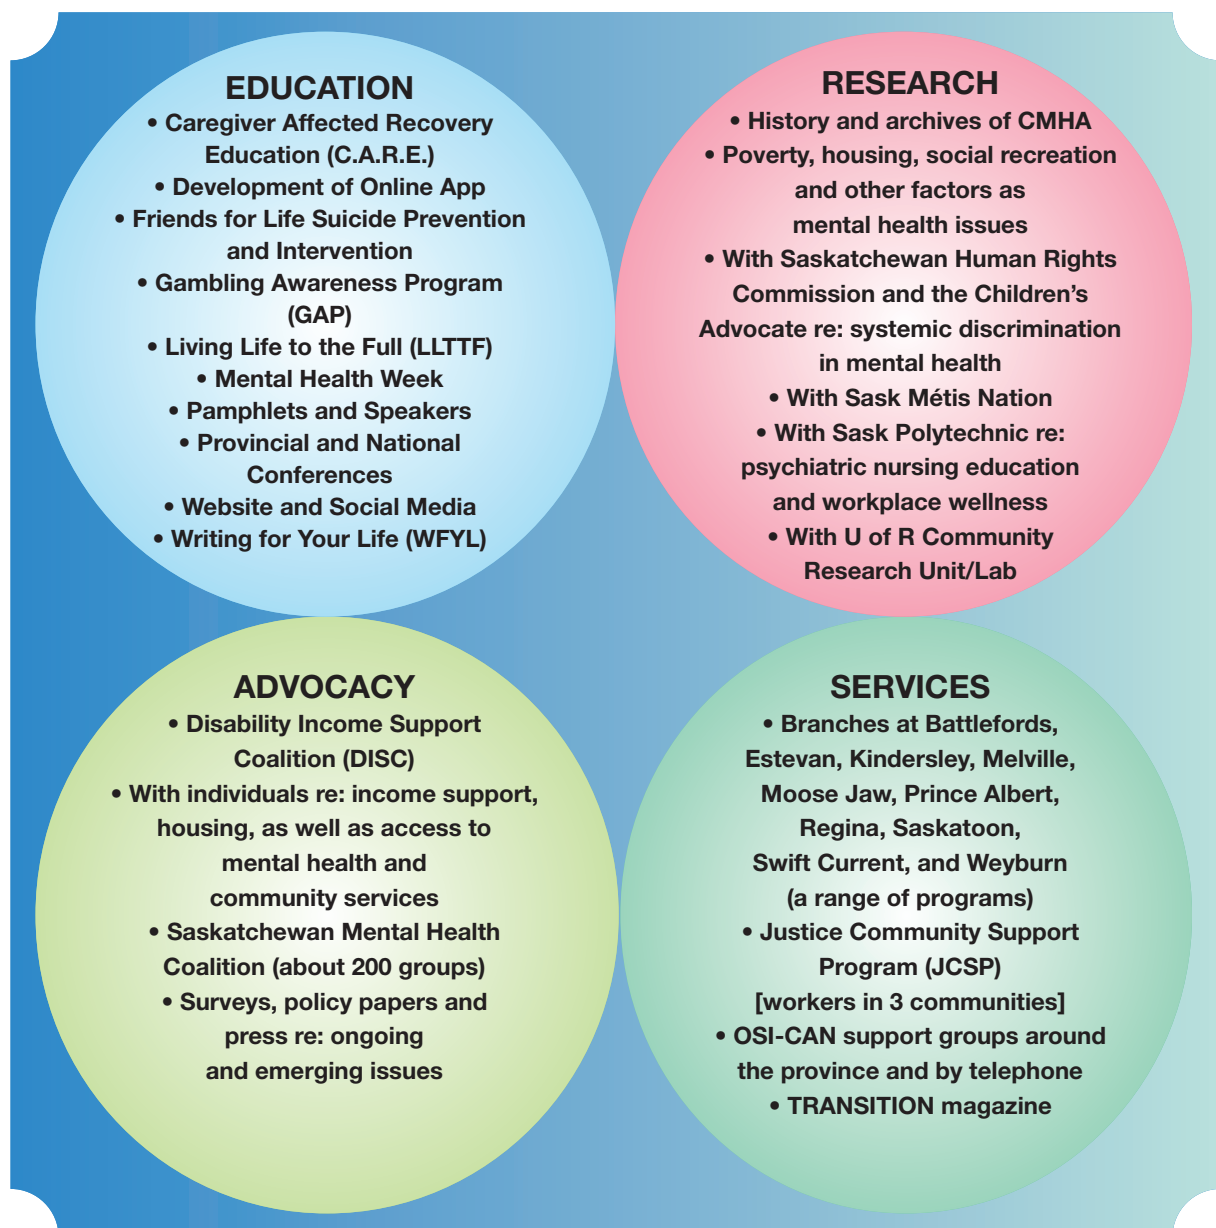 EDUCATION
• Caregiver Affected Recovery
Education (C.A.R.E.)
• Development of Online App
• Friends for Life Suicide Prevention
and Intervention
• Gambling Awareness Program
(GAP)
• Living Life to the Full (LLTTF)
• Mental Health Week
• Pamphlets and Speakers
• Provincial and National
Conferences
• Website and Social Media
• Writing for Your Life (WFYL)
RESEARCH
• History and archives of CMHA
• Poverty, housing, social recreation
and other factors as
mental health issues
• With Saskatchewan Human Rights
Commission and the Children’s
Advocate re: systemic discrimination
in mental health
• With Sask Métis Nation
• With Sask Polytechnic re:
psychiatric nursing education
and workplace wellness
• With U of R Community
Research Unit/Lab
ADVOCACY
• Disability Income Support
Coalition (DISC)
• With individuals re: income support,
housing, as well as access to
mental health and
community services
• Saskatchewan Mental Health
Coalition (about 200 groups)
• Surveys, policy papers and
press re: ongoing
and emerging issues
SERVICES
• Branches at Battlefords,
Estevan, Kindersley, Melville,
Moose Jaw, Prince Albert,
Regina, Saskatoon,
Swift Current, and Weyburn
(a range of programs)
• Justice Community Support
Program (JCSP)
[workers in 3 communities]
• OSI-CAN support groups around
the province and by telephone
• TRANSITION magazine